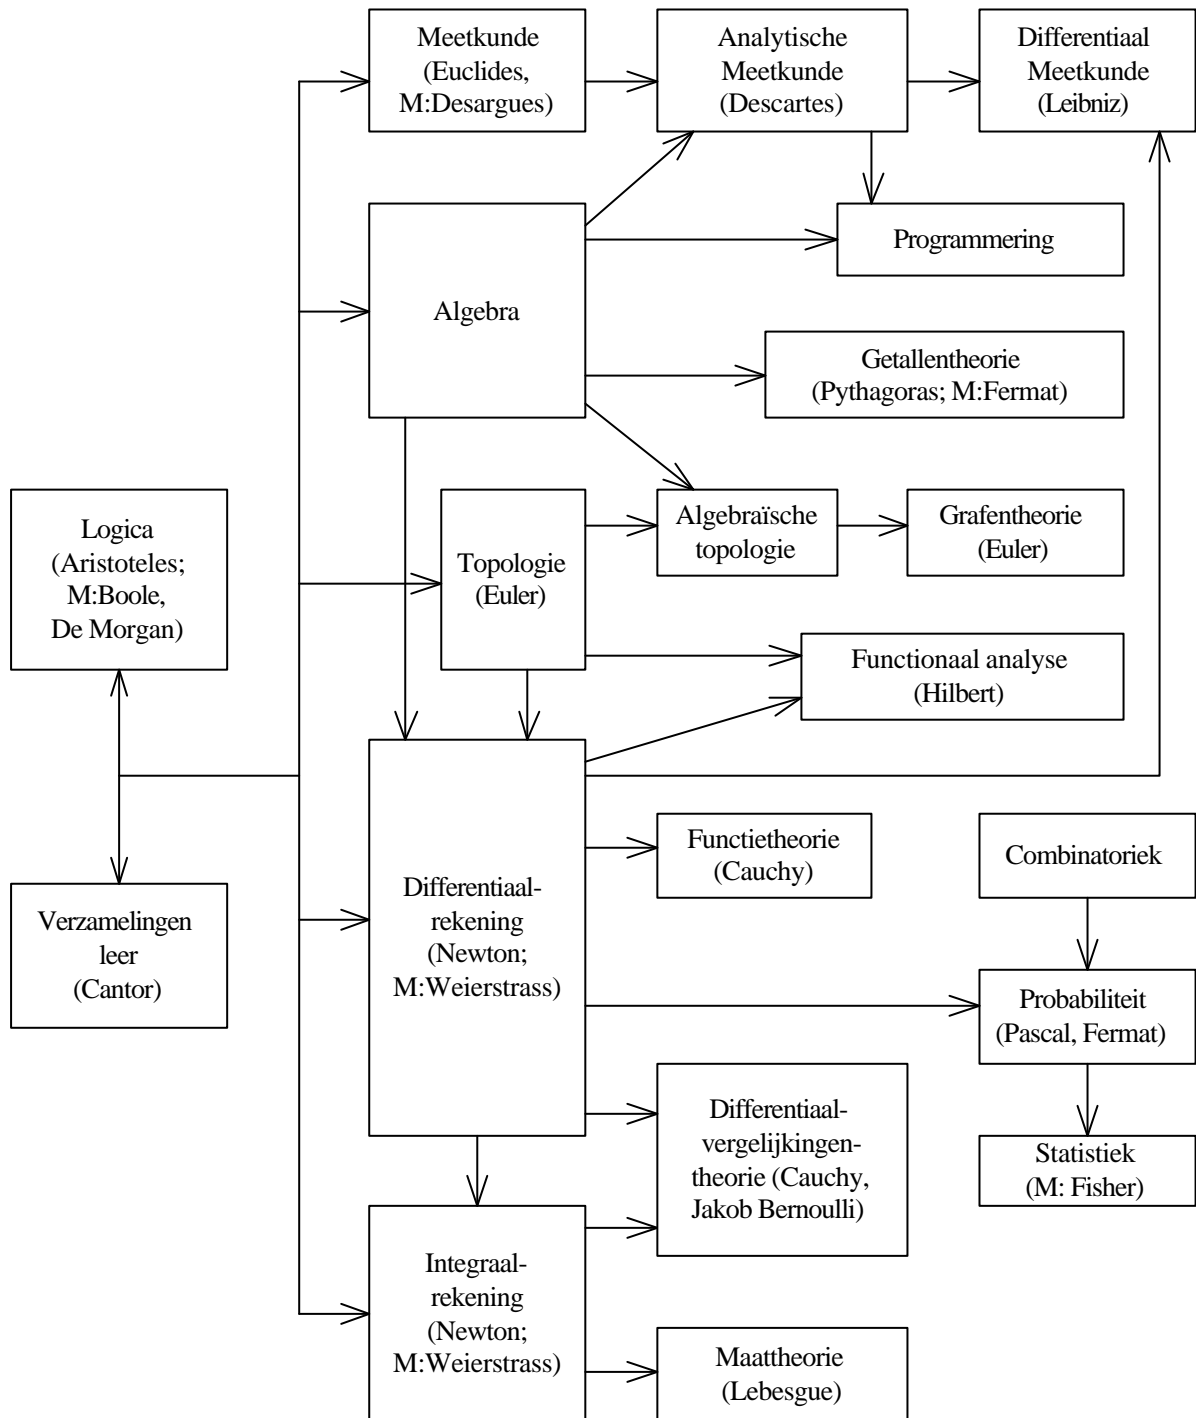 Meetkunde
(Euclides,
M:Desargues)
Analytische
Meetkunde
(Descartes)
Differentiaal
Meetkunde
(Leibniz)
Programmering
Algebra
Getallentheorie
(Pythagoras; M:Fermat)
Logica
(Aristoteles;
M:Boole,
De Morgan)
Topologie
(Euler)
Algebraïsche
topologie
Grafentheorie
(Euler)
Functionaal analyse
(Hilbert)
Verzamelingen
leer
(Cantor)
Differentiaal-
rekening
(Newton;
M:Weierstrass)
Functietheorie
(Cauchy)
Combinatoriek
Probabiliteit
(Pascal, Fermat)
Differentiaal-
vergelijkingen-
theorie (Cauchy,
Jakob Bernoulli)
Statistiek
(M: Fisher)
Integraal-
rekening
(Newton;
M:Weierstrass)
Maattheorie
(Lebesgue)